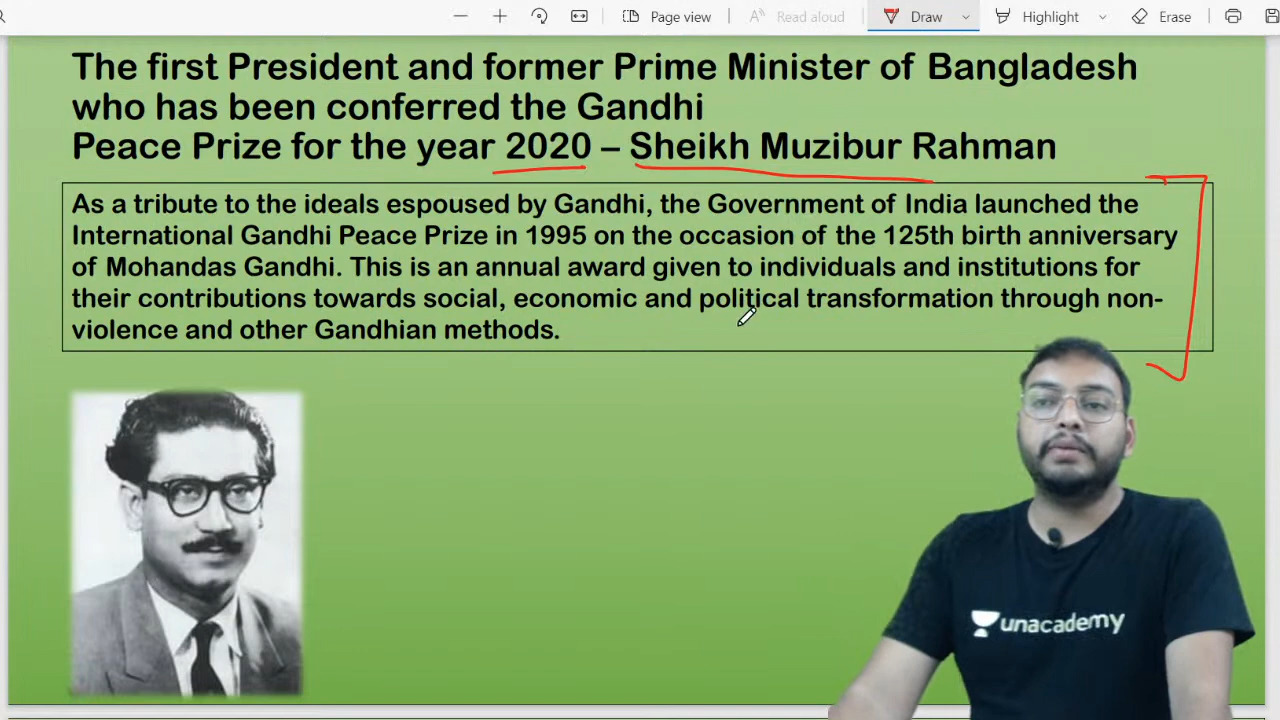 Page view
Read aloud
Draw
Highlight
Erase
The first President and former Prime Minister of Bangladesh
who has been conferred the Gandhi
Peace Prize for the year 2020 – Sheikh Muzibur Rahman
As a tribute to the ideals espoused by Gandhi, the Government of India launched the
International Gandhi Peace Prize in 1995 on the occasion of the 125th birth anniversary
of Mohandas Gandhi. This is an annual award given to individuals and institutions for
their contributions towards social, economic and political transformation through non-
violence and other Gandhian methods.
unacademy